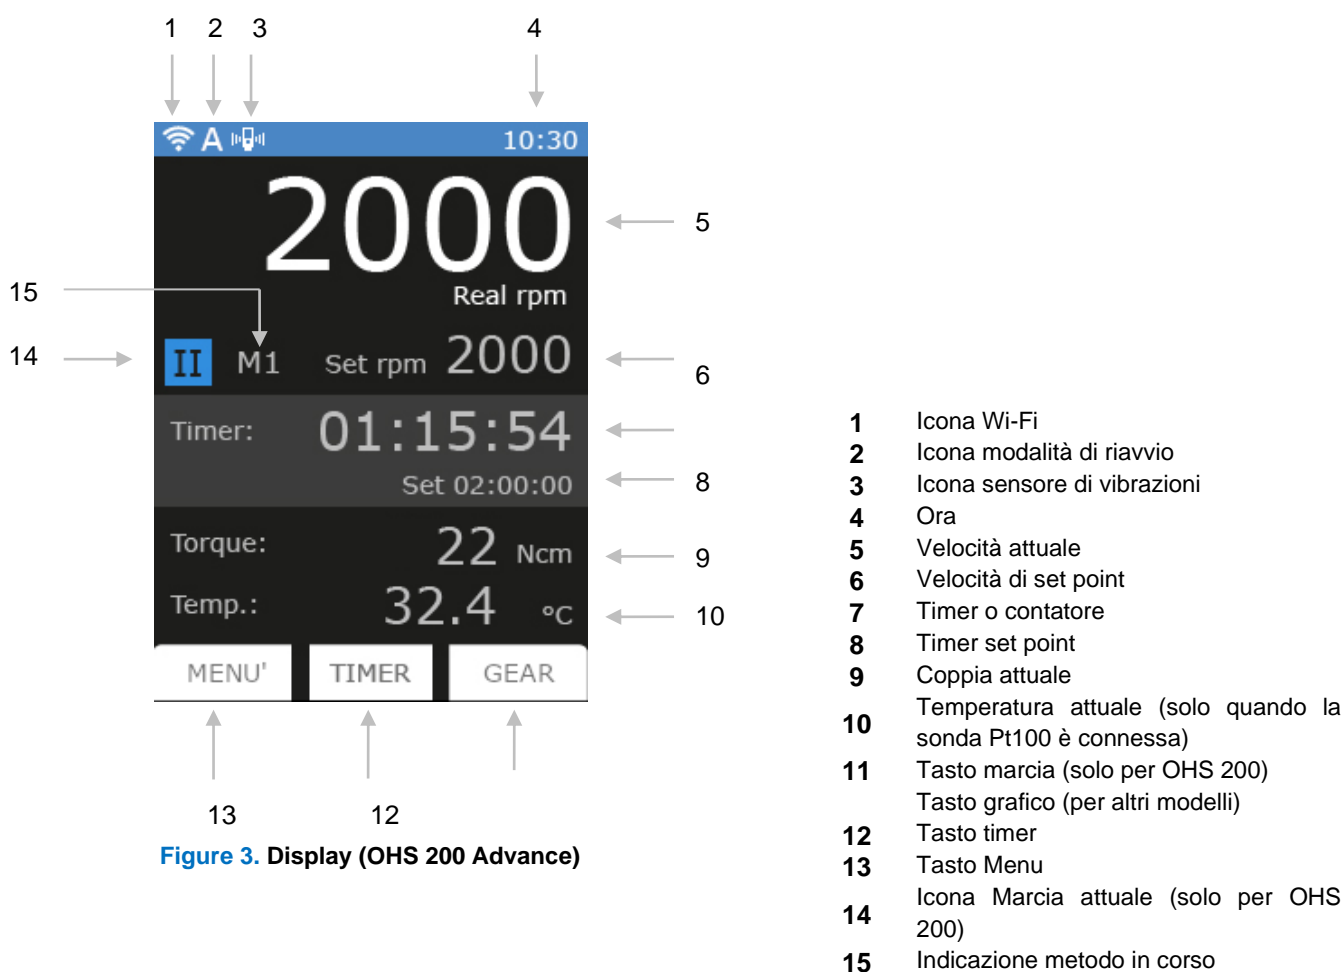 1 2 3 4
A 10:30
2000
5
Real rpm
15
14
II M1 Set rpm 2000
6
Timer: 01:15:54
Set 02:00:00
8
Torque: 22 Ncm
9
Temp.: 32.4 °C
10
MENU' TIMER GEAR
13 12
Figure 3. Display (OHS 200 Advance)
1 Icona Wi-Fi
2 Icona modalità di riavvio
3 Icona sensore di vibrazioni
4 Ora
5 Velocità attuale
6 Velocità di set point
7 Timer o contatore
8 Timer set point
9 Coppia attuale
10 Temperatura attuale (solo quando la
sonda Pt100 è connessa)
11 Tasto marcia (solo per OHS 200)
Tasto grafico (per altri modelli)
12 Tasto timer
13 Tasto Menu
14 Icona Marcia attuale (solo per OHS
200)
15 Indicazione metodo in corso